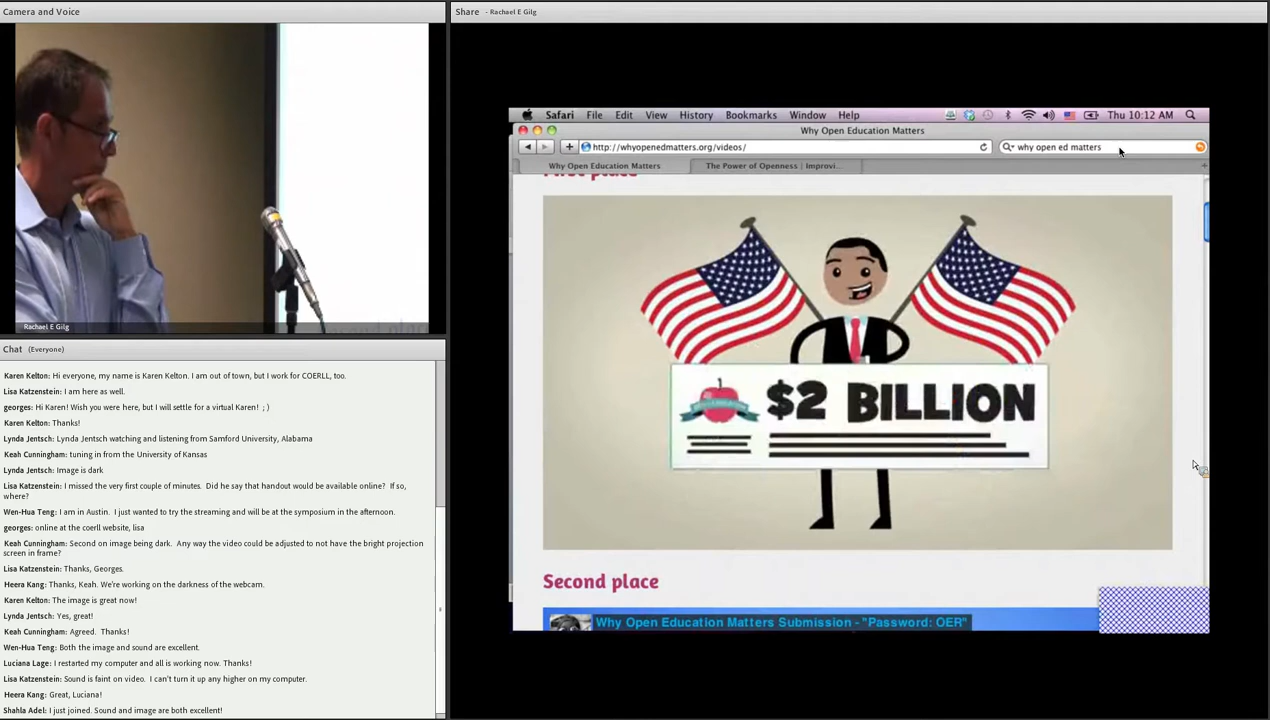 Camera and Voice
Rachael E Gilg
Chat (Everyone)
Karen Kelton: Hi everyone, my name is Karen Kelton. I am out of town, but I work for COERLL, too.
Lisa Katzenstein: I am here as well.
georges: Hi Karen! Wish you were here, but I will settle for a virtual Karen! ; )
Karen Kelton: Thanks!
Lynda Jentsch: Lynda Jentsch watching and listening from Samford University, Alabama
Keah Cunningham: tuning in from the University of Kansas
Lynda Jentsch: Image is dark
Lisa Katzenstein: I missed the very first couple of minutes. Did he say that handout would be available online? If so,
where?
Wen-Hua Teng: I am in Austin. I just wanted to try the streaming and will be at the symposium in the afternoon.
georges: online at the coerll website, lisa
Keah Cunningham: Second on image being dark. Any way the video could be adjusted to not have the bright projection
screen in frame?
Lisa Katzenstein: Thanks, Georges.
Heera Kang: Thanks, Keah. We're working on the darkness of the webcam.
Karen Kelton: The image is great now!
Lynda Jentsch: Yes, great!
Keah Cunningham: Agreed. Thanks!
Wen-Hua Teng: Both the image and sound are excellent.
Luciana Lage: I restarted my computer and all is working now. Thanks!
Lisa Katzenstein: Sound is faint on video. I can't turn it up any higher on my computer.
Heera Kang: Great, Luciana!
Shahla Adel: I just joined. Sound and image are both excellent!
Share - Rachael E Gilg
Safari File Edit View History Bookmarks Window Help Thu 10:12 AM
Why Open Education Matters
http://whyopenedmatters.org/videos/ why open ed matters
Why Open Education Matters The Power of Openness | Improvi...
First place
$2 BILLION
Second place
Why Open Education Matters Submission - "Password: OER"